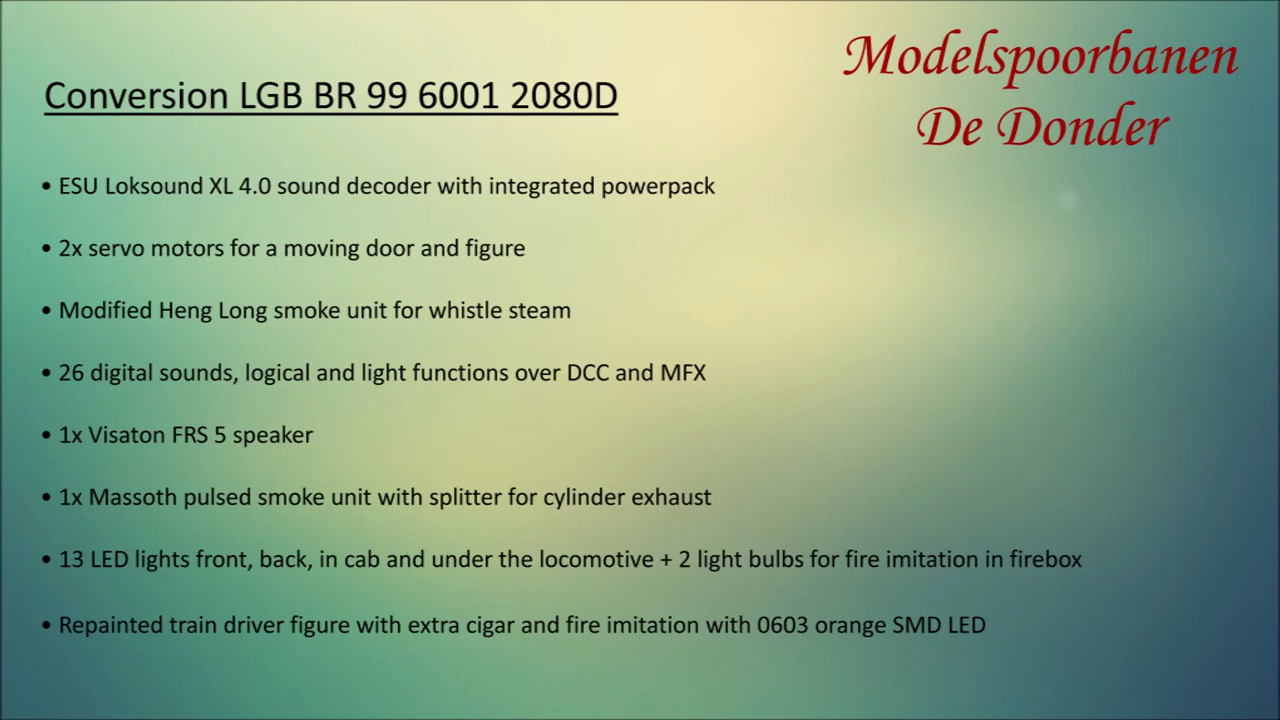 Modelspoorbanen
De Donder
Conversion LGB BR 99 6001 2080D
• ESU Loksound XL 4.0 sound decoder with integrated powerpack
• 2x servo motors for a moving door and figure
• Modified Heng Long smoke unit for whistle steam
• 26 digital sounds, logical and light functions over DCC and MFX
• 1x Visaton FRS 5 speaker
• 1x Massoth pulsed smoke unit with splitter for cylinder exhaust
• 13 LED lights front, back, in cab and under the locomotive + 2 light bulbs for fire imitation in firebox
• Repainted train driver figure with extra cigar and fire imitation with 0603 orange SMD LED